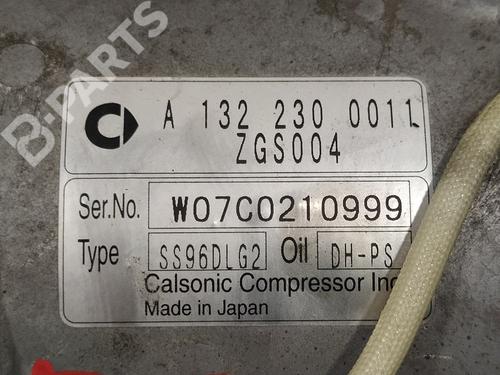 B-PARTS
A 132 230 0011
ZGS004
Ser.No. W07C0210999
Type SS96DLG2 Oil DH-PS
Calsonic Compressor Inc
Made in Japan